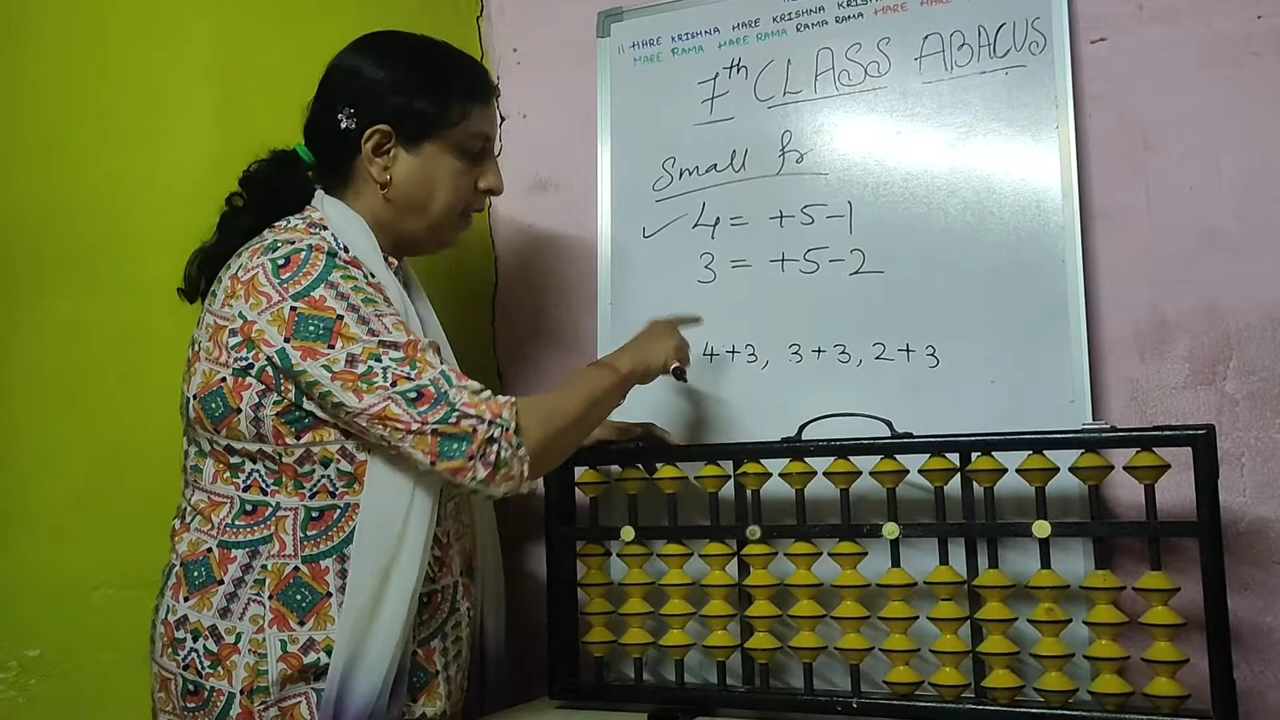 || HARE KRISHNA HARE KRISHNA
HARE RAMA HARE RAMA RAMA RAMA HARE
7th CLASS ABACUS
Small fr
✓ 4 = +5-1
3 = +5-2
4+3, 3+3, 2+3